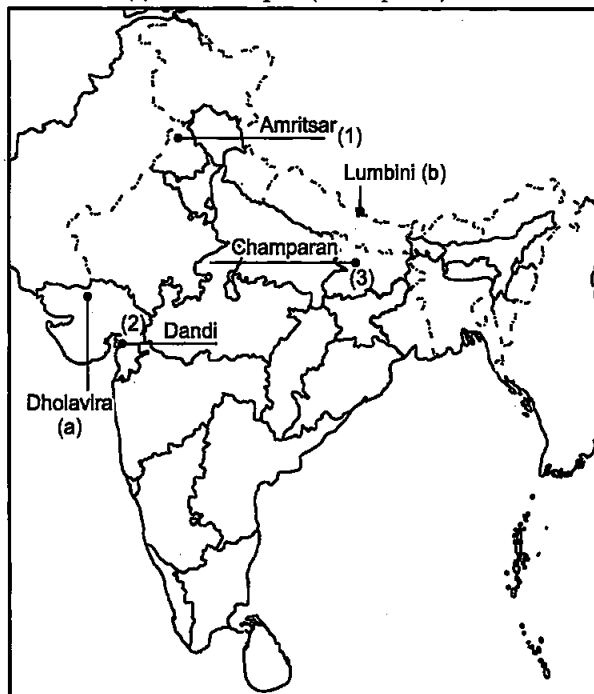 Amritsar
(1)
Lumbini (b)
Champaran
(3)
(2)
Dandi
Dholavira
(a)